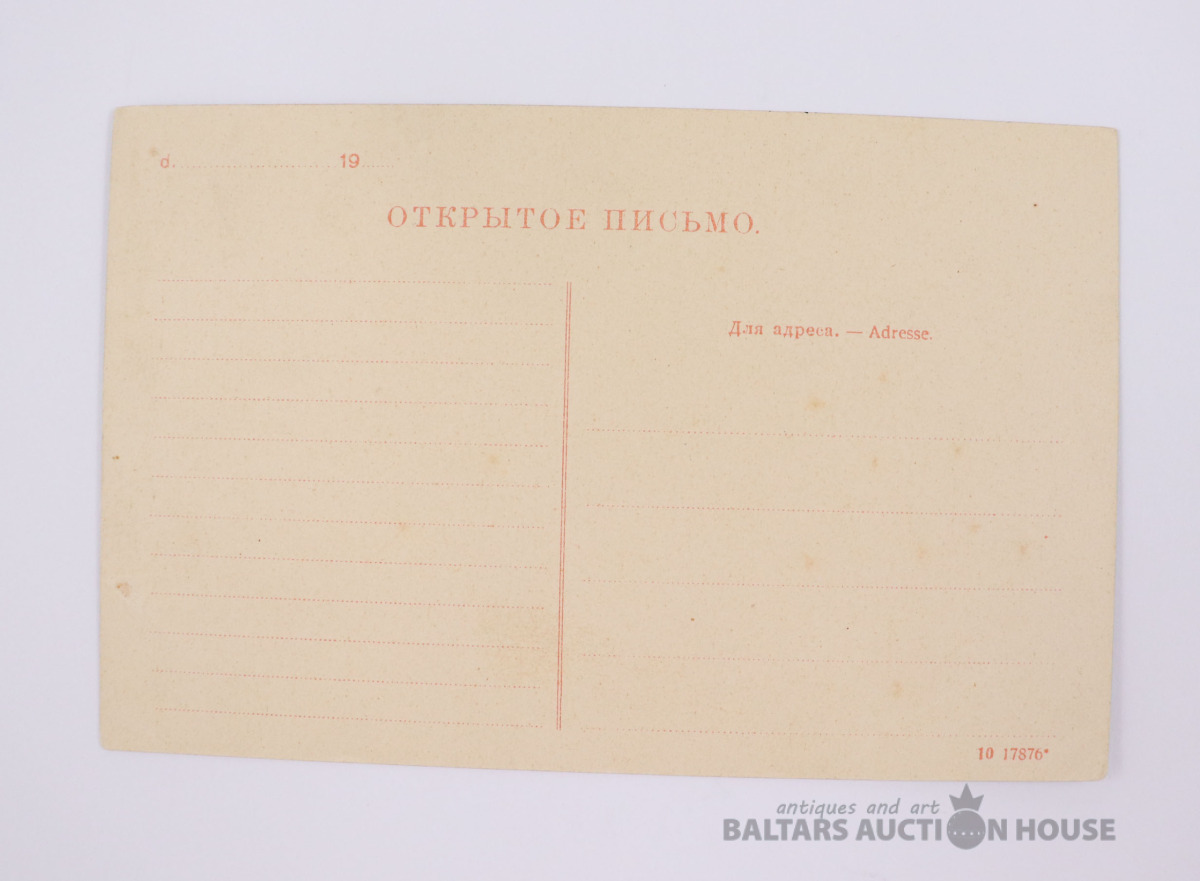 d. 19
ОТКРЫТОЕ ПИСЬМО.
Для адреса. — Adresse.
10 17876*
antiques and art
BALTARS AUCTION HOUSE